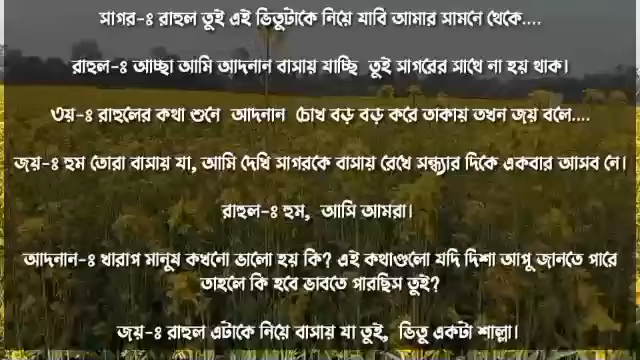 সাগর-ঃ রাহুল তুই এই ভিতুটাকে নিয়ে যাবি আমার সামনে থেকে....
রাহুল-ঃ আচ্ছা আমি আদনান বাসায় যাচ্ছি তুই সাগরের সাথে না হয় থাক।
৩য়-ঃ রাহুলের কথা শুনে আদনান চোখ বড় বড় করে তাকায় তখন জয় বলে....
জয়-ঃ হুম তোরা বাসায় যা, আমি দেখি সাগরকে বাসায় রেখে সন্ধ্যার দিকে একবার আসব নে।
রাহুল-ঃ হুম, আসি আমরা।
আদনান-ঃ খারাপ মানুষ কখনো ভালো হয় কি? এই কথাগুলো যদি দিশা আপু জানতে পারে
তাহলে কি হবে ভাবতে পারছিস তুই?
জয়-ঃ রাহুল এটাকে নিয়ে বাসায় যা তুই, ভিতু একটা শাল্লা।